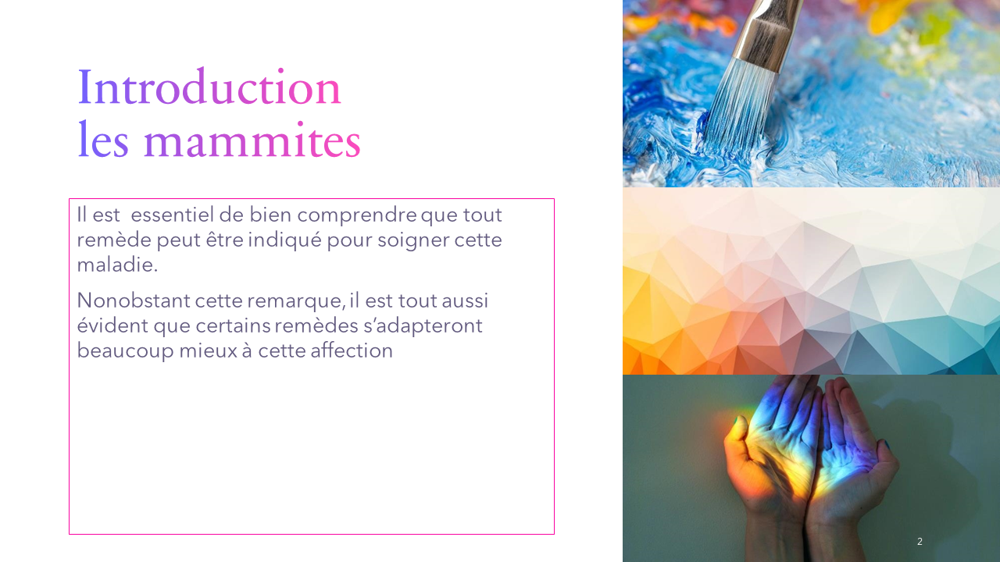 Introduction
les mammites
Il est  essentiel de bien comprendre que tout
remède peut être indiqué pour soigner cette
maladie.
Nonobstant cette remarque, il est tout aussi
évident que certains remèdes s’adapteront
beaucoup mieux à cette affection
2